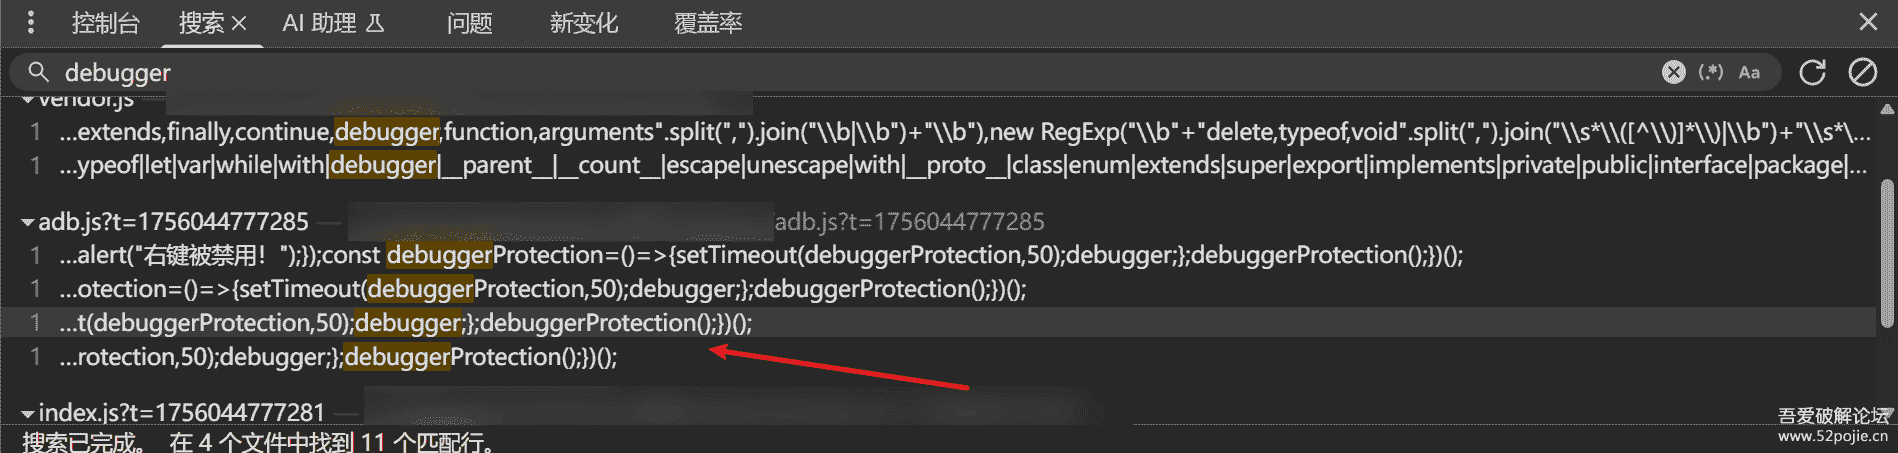 控制台 搜索 × AI 助理 问题 新变化 覆盖率 ×
debugger (.*) Aa
vendor.js
1 ...extends,finally,continue,debugger,function,arguments".split(",").join("\\b|\\b")+"\\b"),new RegExp("\\b"+"delete,typeof,void".split(",").join("\\s*\\([^\\)]*\\)|\\b")+"\\s*\...
1 ...ypeof|let|var|while|with|debugger|__parent__|__count__|escape|unescape|with|__proto__|class|enum|extends|super|export|implements|private|public|interface|package|...
adb.js?t=1756044777285 — /adb.js?t=1756044777285
1 ...alert("右键被禁用！");});const debuggerProtection=()=>{setTimeout(debuggerProtection,50);debugger;};debuggerProtection();})();
1 ...otection=()=>{setTimeout(debuggerProtection,50);debugger;};debuggerProtection();})();
1 ...t(debuggerProtection,50);debugger;};debuggerProtection();})();
1 ...rotection,50);debugger;};debuggerProtection();})();
index.js?t=1756044777281 —
搜索已完成。 在 4 个文件中找到 11 个匹配行。
吾爱破解论坛
www.52pojie.cn